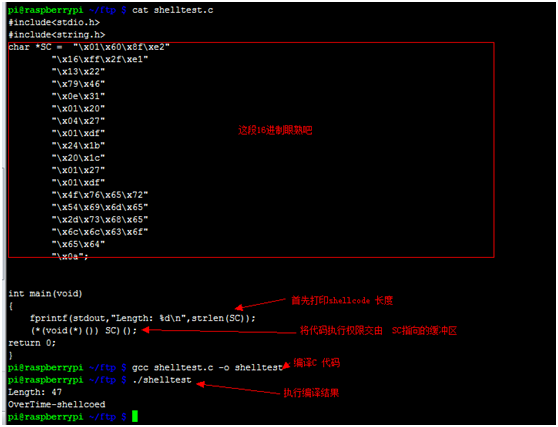 pi@raspberrypi ~/ftp $ cat shelltest.c
#include<stdio.h>
#include<string.h>
char *SC =  "\x01\x60\x8f\xe2"
"\x16\xff\x2f\xe1"
"\x13\x22"
"\x79\x46"
"\x0e\x31"
"\x01\x20"
"\x04\x27"
"\x01\xdf"
"\x24\x1b"
"\x20\x1c"
"\x01\x27"
"\x01\xdf"
"\x4f\x76\x65\x72"
"\x54\x69\x6d\x65"
"\x2d\x73\x68\x65"
"\x6c\x6c\x63\x6f"
"\x65\x64"
"\x0a";
这段16进制眼熟吧
int main(void)
首先打印shellcode 长度
{
fprintf(stdout,"Length: %d\n",strlen(SC));
(*(void(*)()) SC)();
将代码执行权限交由 SC指向的缓冲区
return 0;
}
编译C 代码
pi@raspberrypi ~/ftp $ gcc shelltest.c -o shelltest
pi@raspberrypi ~/ftp $ ./shelltest
执行编译结果
Length: 47
OverTime-shellcoed
pi@raspberrypi ~/ftp $